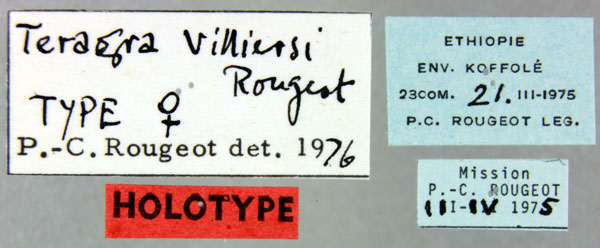 Teragra Villiersi
Rougeot
TYPE ♀
P.-C. Rougeot det. 1976
HOLOTYPE
ETHIOPIE
ENV. KOFFOLÉ
2300M. 21. III-1975
P.C. ROUGEOT LEG.
Mission
P.-C. ROUGEOT
III-IV 1975